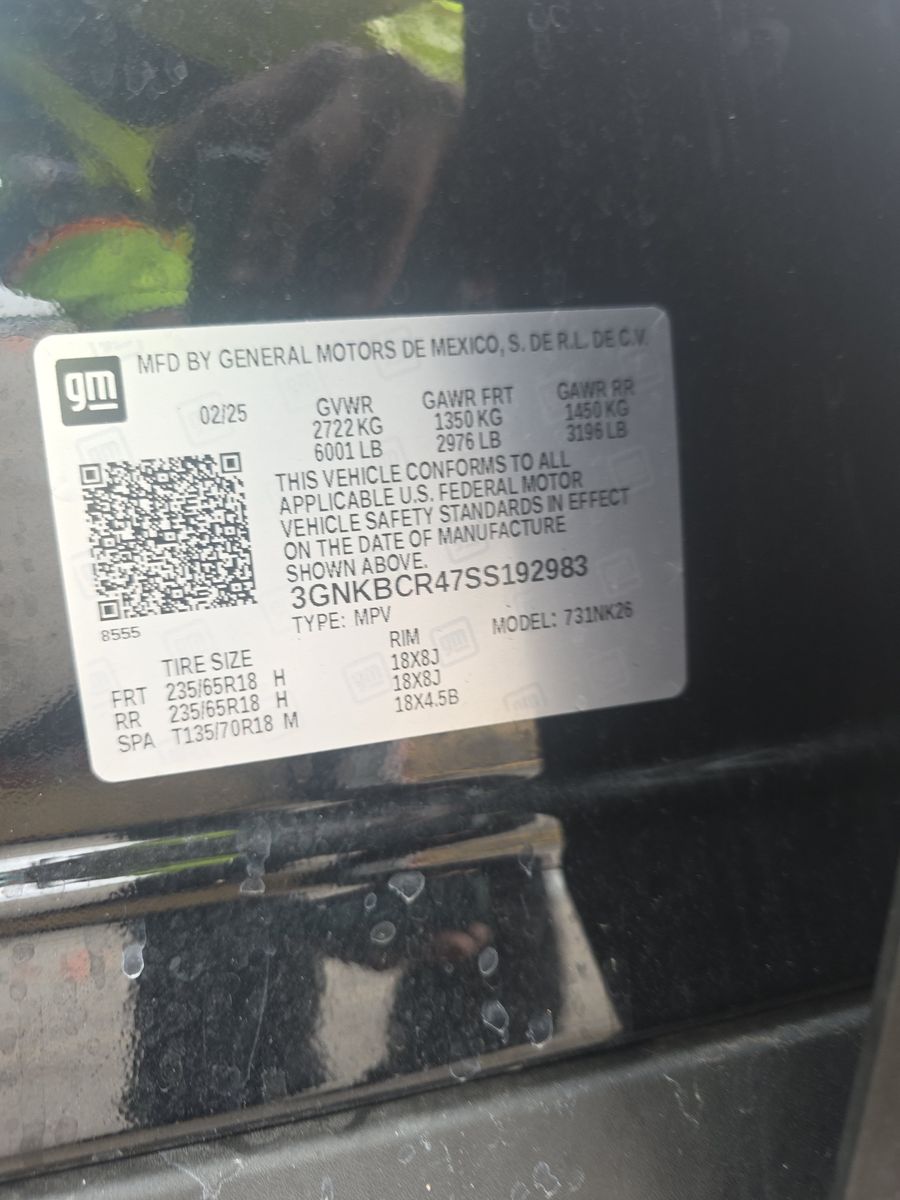 MFD BY GENERAL MOTORS DE MEXICO, S. DE R.L. DE C.V.
gm
02/25 GVWR GAWR FRT GAWR RR
2722 KG 1350 KG 1450 KG
6001 LB 2976 LB 3196 LB
THIS VEHICLE CONFORMS TO ALL
APPLICABLE U.S. FEDERAL MOTOR
VEHICLE SAFETY STANDARDS IN EFFECT
ON THE DATE OF MANUFACTURE
SHOWN ABOVE.
3GNKBCR47SS192983
8555
TYPE: MPV MODEL: 731NK26
TIRE SIZE RIM
FRT 235/65R18 H 18X8J
RR 235/65R18 H 18X8J
SPA T135/70R18 M 18X4.5B